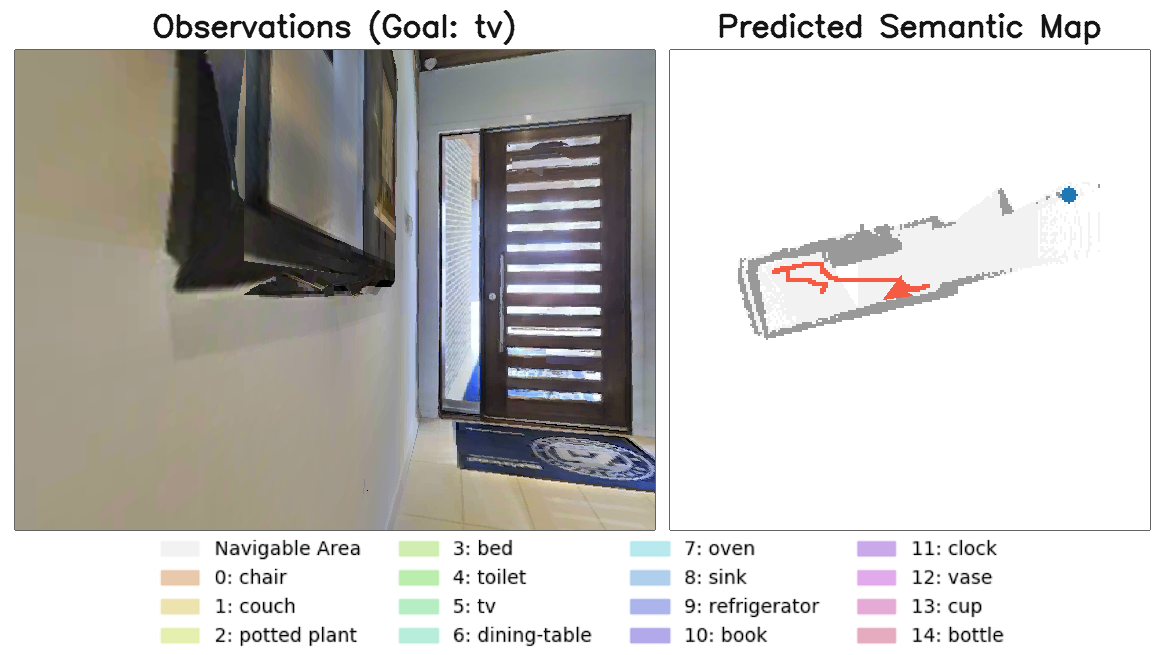 Observations (Goal: tv)
Predicted Semantic Map
Navigable Area
0: chair
1: couch
2: potted plant
3: bed
4: toilet
5: tv
6: dining-table
7: oven
8: sink
9: refrigerator
10: book
11: clock
12: vase
13: cup
14: bottle